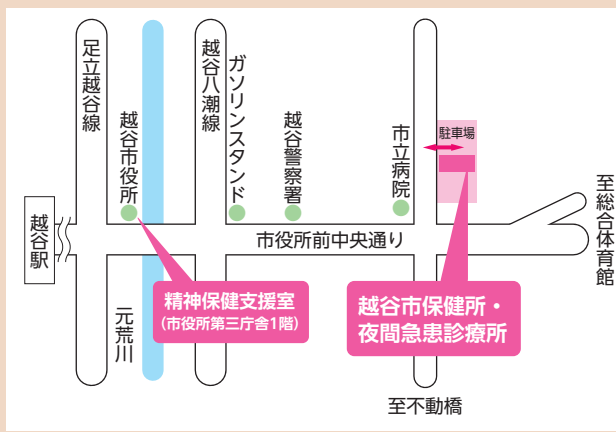 足立越谷線
越谷市役所
越谷八潮線
ガソリンスタンド
越谷警察署
市立病院
駐車場
至総合体育館
越谷駅
市役所前中央通り
精神保健支援室
(市役所第三庁舎1階)
越谷市保健所・
夜間急患診療所
元荒川
至不動橋